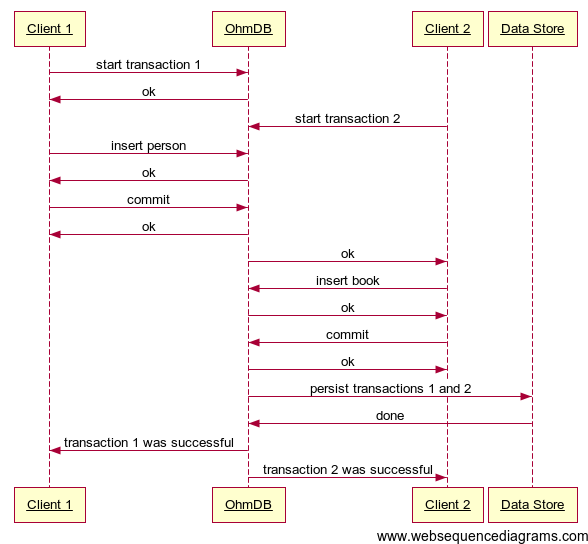 Client 1
OhmDB
Client 2
Data Store
start transaction 1
ok
start transaction 2
insert person
ok
commit
ok
ok
insert book
ok
commit
ok
persist transactions 1 and 2
done
transaction 1 was successful
transaction 2 was successful
Client 1
OhmDB
Client 2
Data Store
www.websequencediagrams.com